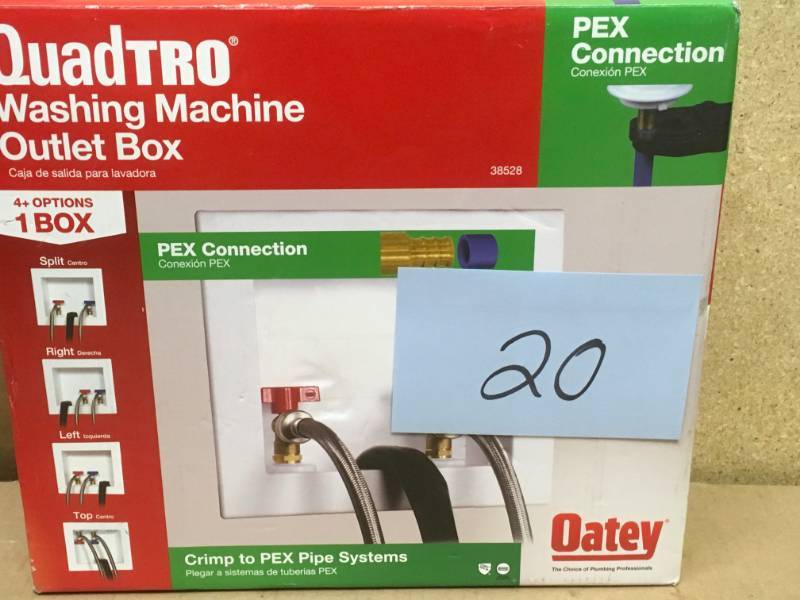 QuadTRO®
Washing Machine
Outlet Box
Caja de salida para lavadora
38528
PEX
Connection
Conexión PEX
4+ OPTIONS
1 BOX
Split Centro
Right Derecha
Left Izquierda
Top Centro
PEX Connection
Conexión PEX
20
Crimp to PEX Pipe Systems
Plegar a sistemas de tuberias PEX
Oatey®
The Choice of Plumbing Professionals